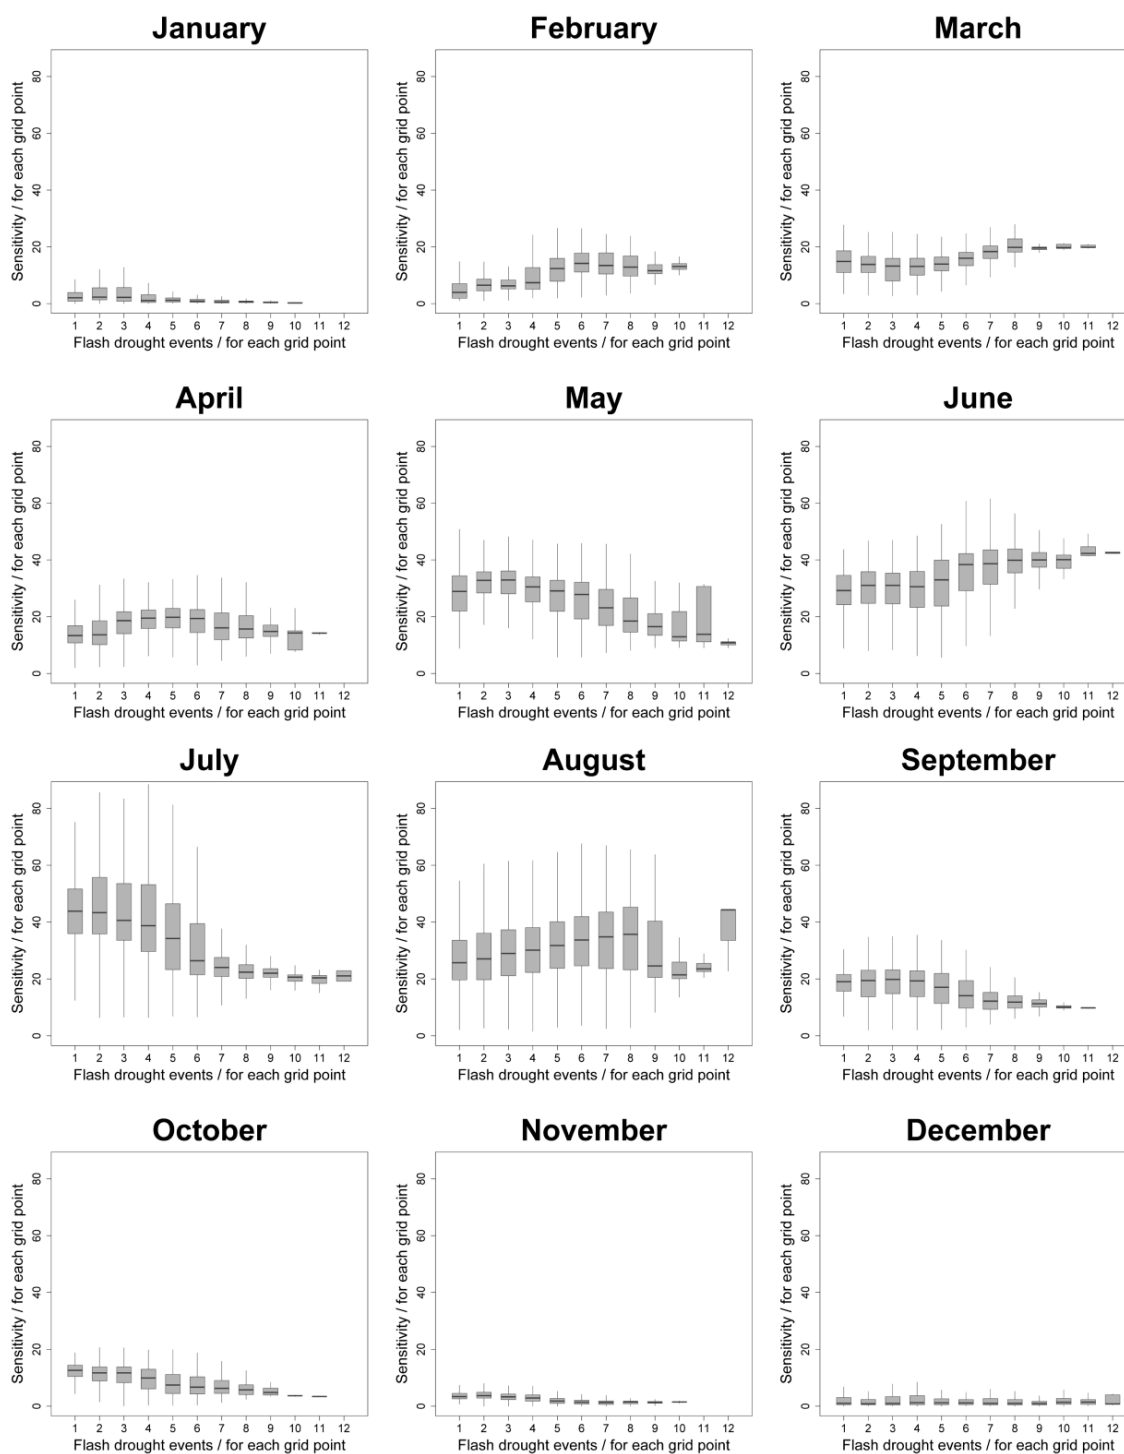 January
February
March
Sensitivity / for each grid point
0 20 40 60 80
1 2 3 4 5 6 7 8 9 10 11 12
Flash drought events / for each grid point
Sensitivity / for each grid point
0 20 40 60 80
1 2 3 4 5 6 7 8 9 10 11 12
Flash drought events / for each grid point
Sensitivity / for each grid point
0 20 40 60 80
1 2 3 4 5 6 7 8 9 10 11 12
Flash drought events / for each grid point
April
May
June
Sensitivity / for each grid point
0 20 40 60 80
1 2 3 4 5 6 7 8 9 10 11 12
Flash drought events / for each grid point
Sensitivity / for each grid point
0 20 40 60 80
1 2 3 4 5 6 7 8 9 10 11 12
Flash drought events / for each grid point
Sensitivity / for each grid point
0 20 40 60 80
1 2 3 4 5 6 7 8 9 10 11 12
Flash drought events / for each grid point
July
August
September
Sensitivity / for each grid point
0 20 40 60 80
1 2 3 4 5 6 7 8 9 10 11 12
Flash drought events / for each grid point
Sensitivity / for each grid point
0 20 40 60 80
1 2 3 4 5 6 7 8 9 10 11 12
Flash drought events / for each grid point
Sensitivity / for each grid point
0 20 40 60 80
1 2 3 4 5 6 7 8 9 10 11 12
Flash drought events / for each grid point
October
November
December
Sensitivity / for each grid point
0 20 40 60 80
1 2 3 4 5 6 7 8 9 10 11 12
Flash drought events / for each grid point
Sensitivity / for each grid point
0 20 40 60 80
1 2 3 4 5 6 7 8 9 10 11 12
Flash drought events / for each grid point
Sensitivity / for each grid point
0 20 40 60 80
1 2 3 4 5 6 7 8 9 10 11 12
Flash drought events / for each grid point